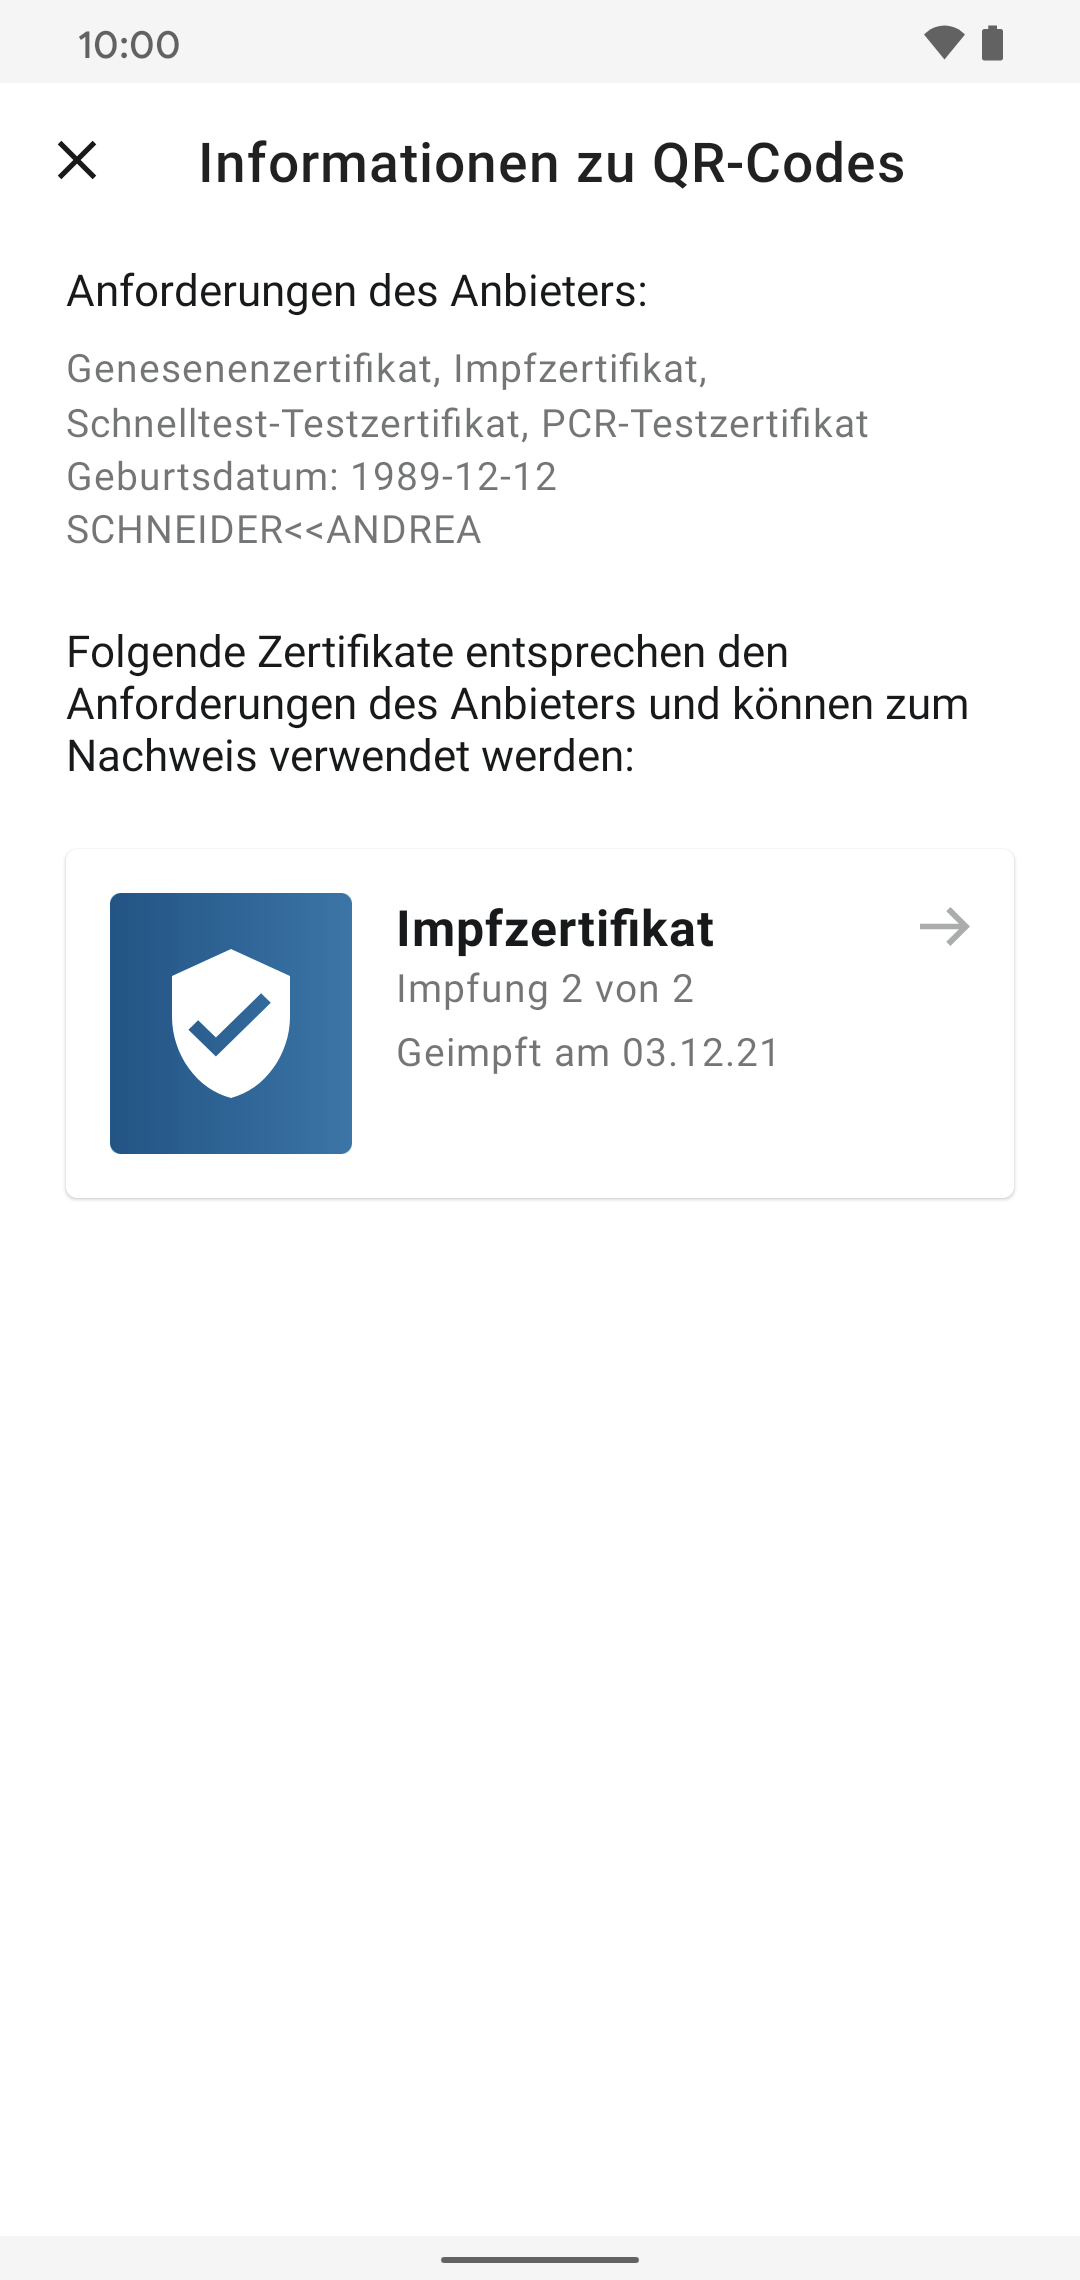 10:00
Informationen zu QR-Codes
Anforderungen des Anbieters:
Genesenenzertifikat, Impfzertifikat,
Schnelltest-Testzertifikat, PCR-Testzertifikat
Geburtsdatum: 1989-12-12
SCHNEIDER<<ANDREA
Folgende Zertifikate entsprechen den
Anforderungen des Anbieters und können zum
Nachweis verwendet werden:
Impfzertifikat
Impfung 2 von 2
Geimpft am 03.12.21